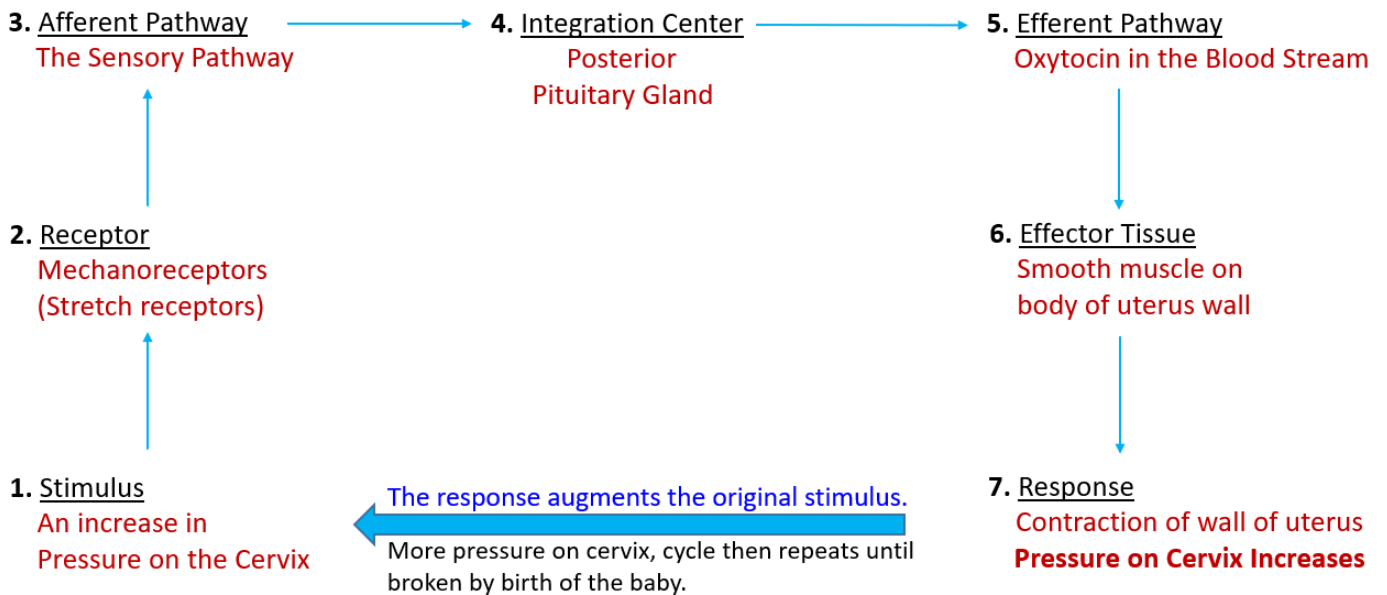 3. Afferent Pathway
The Sensory Pathway
4. Integration Center
Posterior
Pituitary Gland
5. Efferent Pathway
Oxytocin in the Blood Stream
2. Receptor
Mechanoreceptors
(Stretch receptors)
6. Effector Tissue
Smooth muscle on
body of uterus wall
1. Stimulus
An increase in
Pressure on the Cervix
The response augments the original stimulus.
More pressure on cervix, cycle then repeats until
broken by birth of the baby.
7. Response
Contraction of wall of uterus
Pressure on Cervix Increases